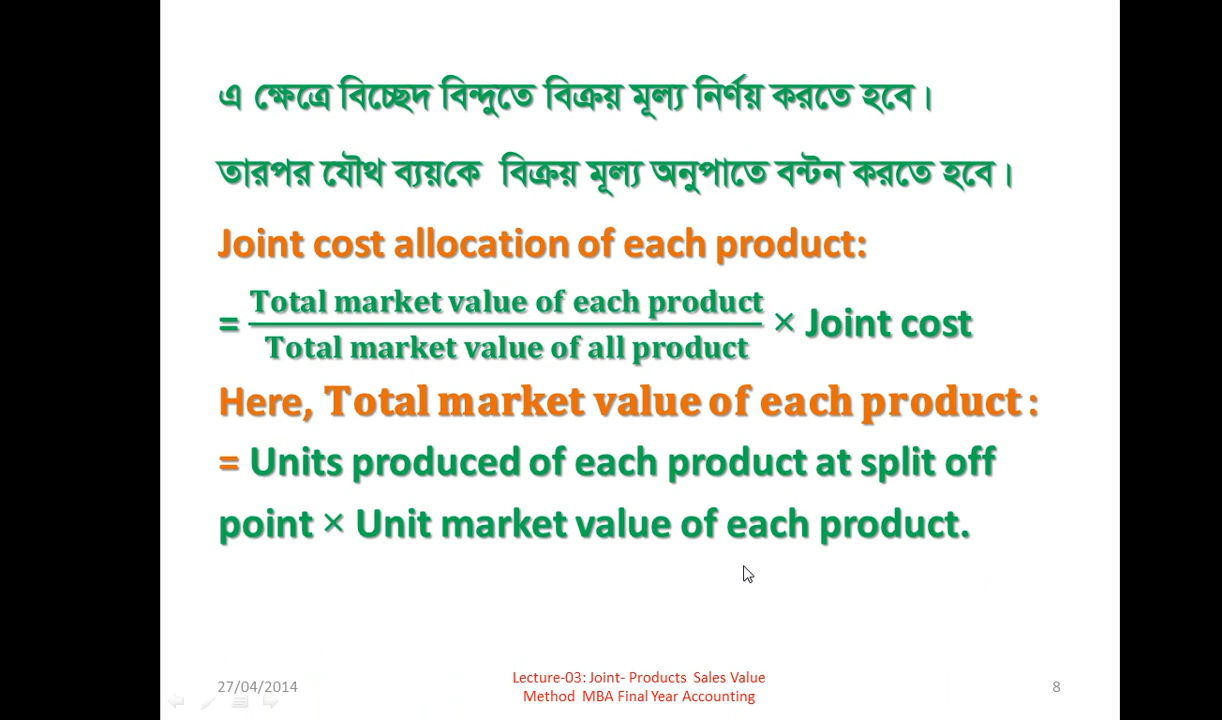 এ ক্ষেত্রে বিচ্ছেদ বিন্দুতে বিক্রয় মূল্য নির্ণয় করতে হবে।
তারপর যৌথ ব্যয়কে বিক্রয় মূল্য অনুপাতে বন্টন করতে হবে।
Joint cost allocation of each product:
= Total market value of each product / Total market value of all product × Joint cost
Here, Total market value of each product:
= Units produced of each product at split off
point × Unit market value of each product.
27/04/2014
Lecture-03: Joint- Products Sales Value
Method MBA Final Year Accounting
8